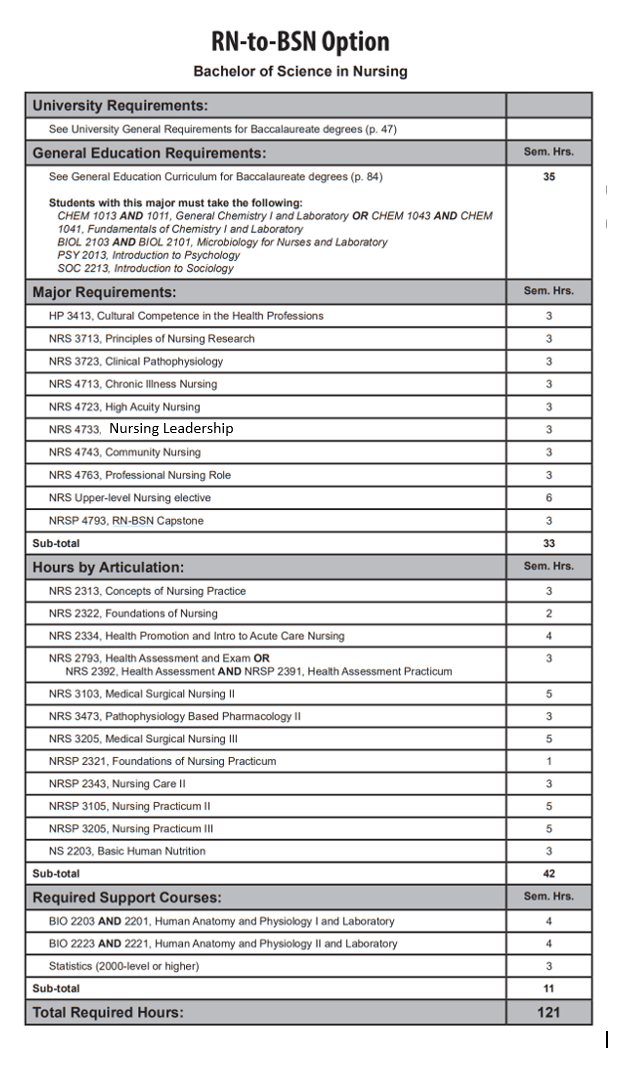 RN-to-BSN Option
Bachelor of Science in Nursing
University Requirements:
See University General Requirements for Baccalaureate degrees (p. 47)
General Education Requirements: Sem. Hrs.
See General Education Curriculum for Baccalaureate degrees (p. 84) 35
Students with this major must take the following:
CHEM 1013 AND 1011, General Chemistry I and Laboratory OR CHEM 1043 AND CHEM
1041, Fundamentals of Chemistry I and Laboratory
BIOL 2103 AND BIOL 2101, Microbiology for Nurses and Laboratory
PSY 2013, Introduction to Psychology
SOC 2213, Introduction to Sociology
Major Requirements: Sem. Hrs.
HP 3413, Cultural Competence in the Health Professions 3
NRS 3713, Principles of Nursing Research 3
NRS 3723, Clinical Pathophysiology 3
NRS 4713, Chronic Illness Nursing 3
NRS 4723, High Acuity Nursing 3
NRS 4733, Nursing Leadership 3
NRS 4743, Community Nursing 3
NRS 4763, Professional Nursing Role 3
NRS Upper-level Nursing elective 6
NRSP 4793, RN-BSN Capstone 3
Sub-total 33
Hours by Articulation: Sem. Hrs.
NRS 2313, Concepts of Nursing Practice 3
NRS 2322, Foundations of Nursing 2
NRS 2334, Health Promotion and Intro to Acute Care Nursing 4
NRS 2793, Health Assessment and Exam OR 3
NRS 2392, Health Assessment AND NRSP 2391, Health Assessment Practicum
NRS 3103, Medical Surgical Nursing II 5
NRS 3473, Pathophysiology Based Pharmacology II 3
NRS 3205, Medical Surgical Nursing III 5
NRSP 2321, Foundations of Nursing Practicum 1
NRSP 2343, Nursing Care II 3
NRSP 3105, Nursing Practicum II 5
NRSP 3205, Nursing Practicum III 5
NS 2203, Basic Human Nutrition 3
Sub-total 42
Required Support Courses: Sem. Hrs.
BIO 2203 AND 2201, Human Anatomy and Physiology I and Laboratory 4
BIO 2223 AND 2221, Human Anatomy and Physiology II and Laboratory 4
Statistics (2000-level or higher) 3
Sub-total 11
Total Required Hours: 121